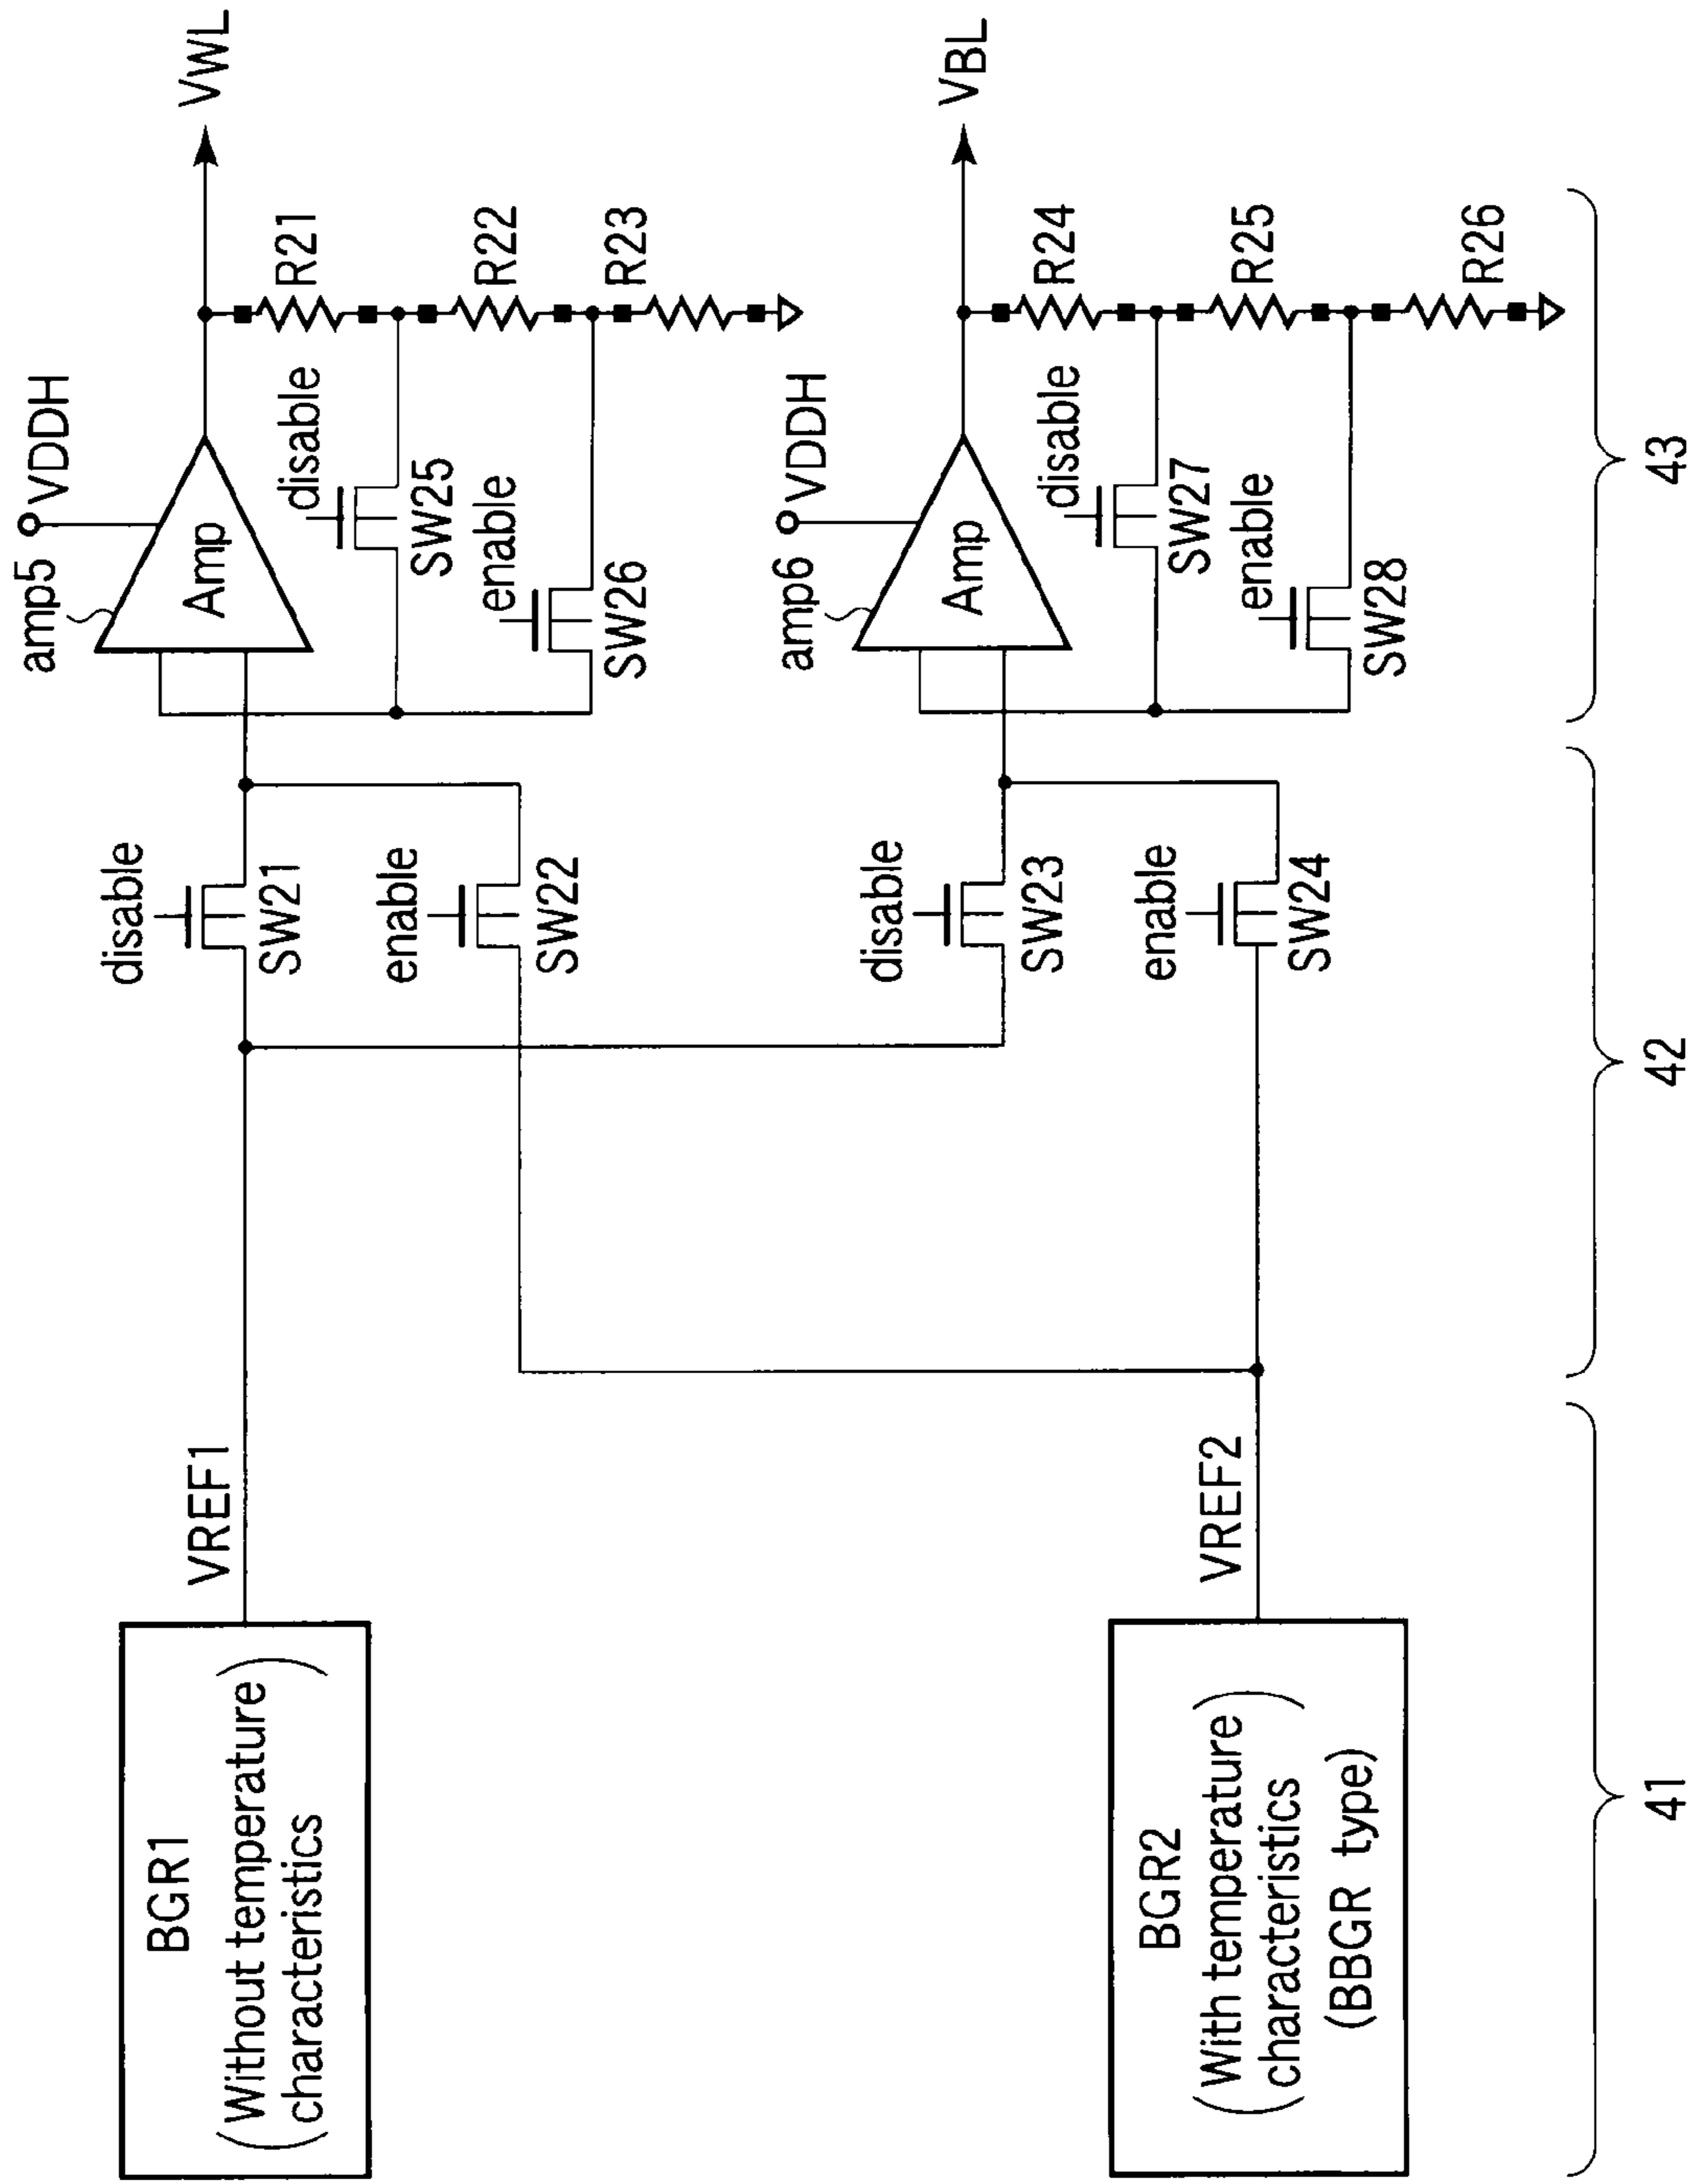 BGR1
(Without temperature
characteristics)
VREF1
BGR2
(With temperature
characteristics)
(BBGR type)
VREF2
41
disable
SW21
enable
SW22
disable
SW23
enable
SW24
42
amp5
VDDH
Amp
VWL
disable
SW25
enable
SW26
R21
R22
R23
amp6
VDDH
Amp
VBL
disable
SW27
enable
SW28
R24
R25
R26
43